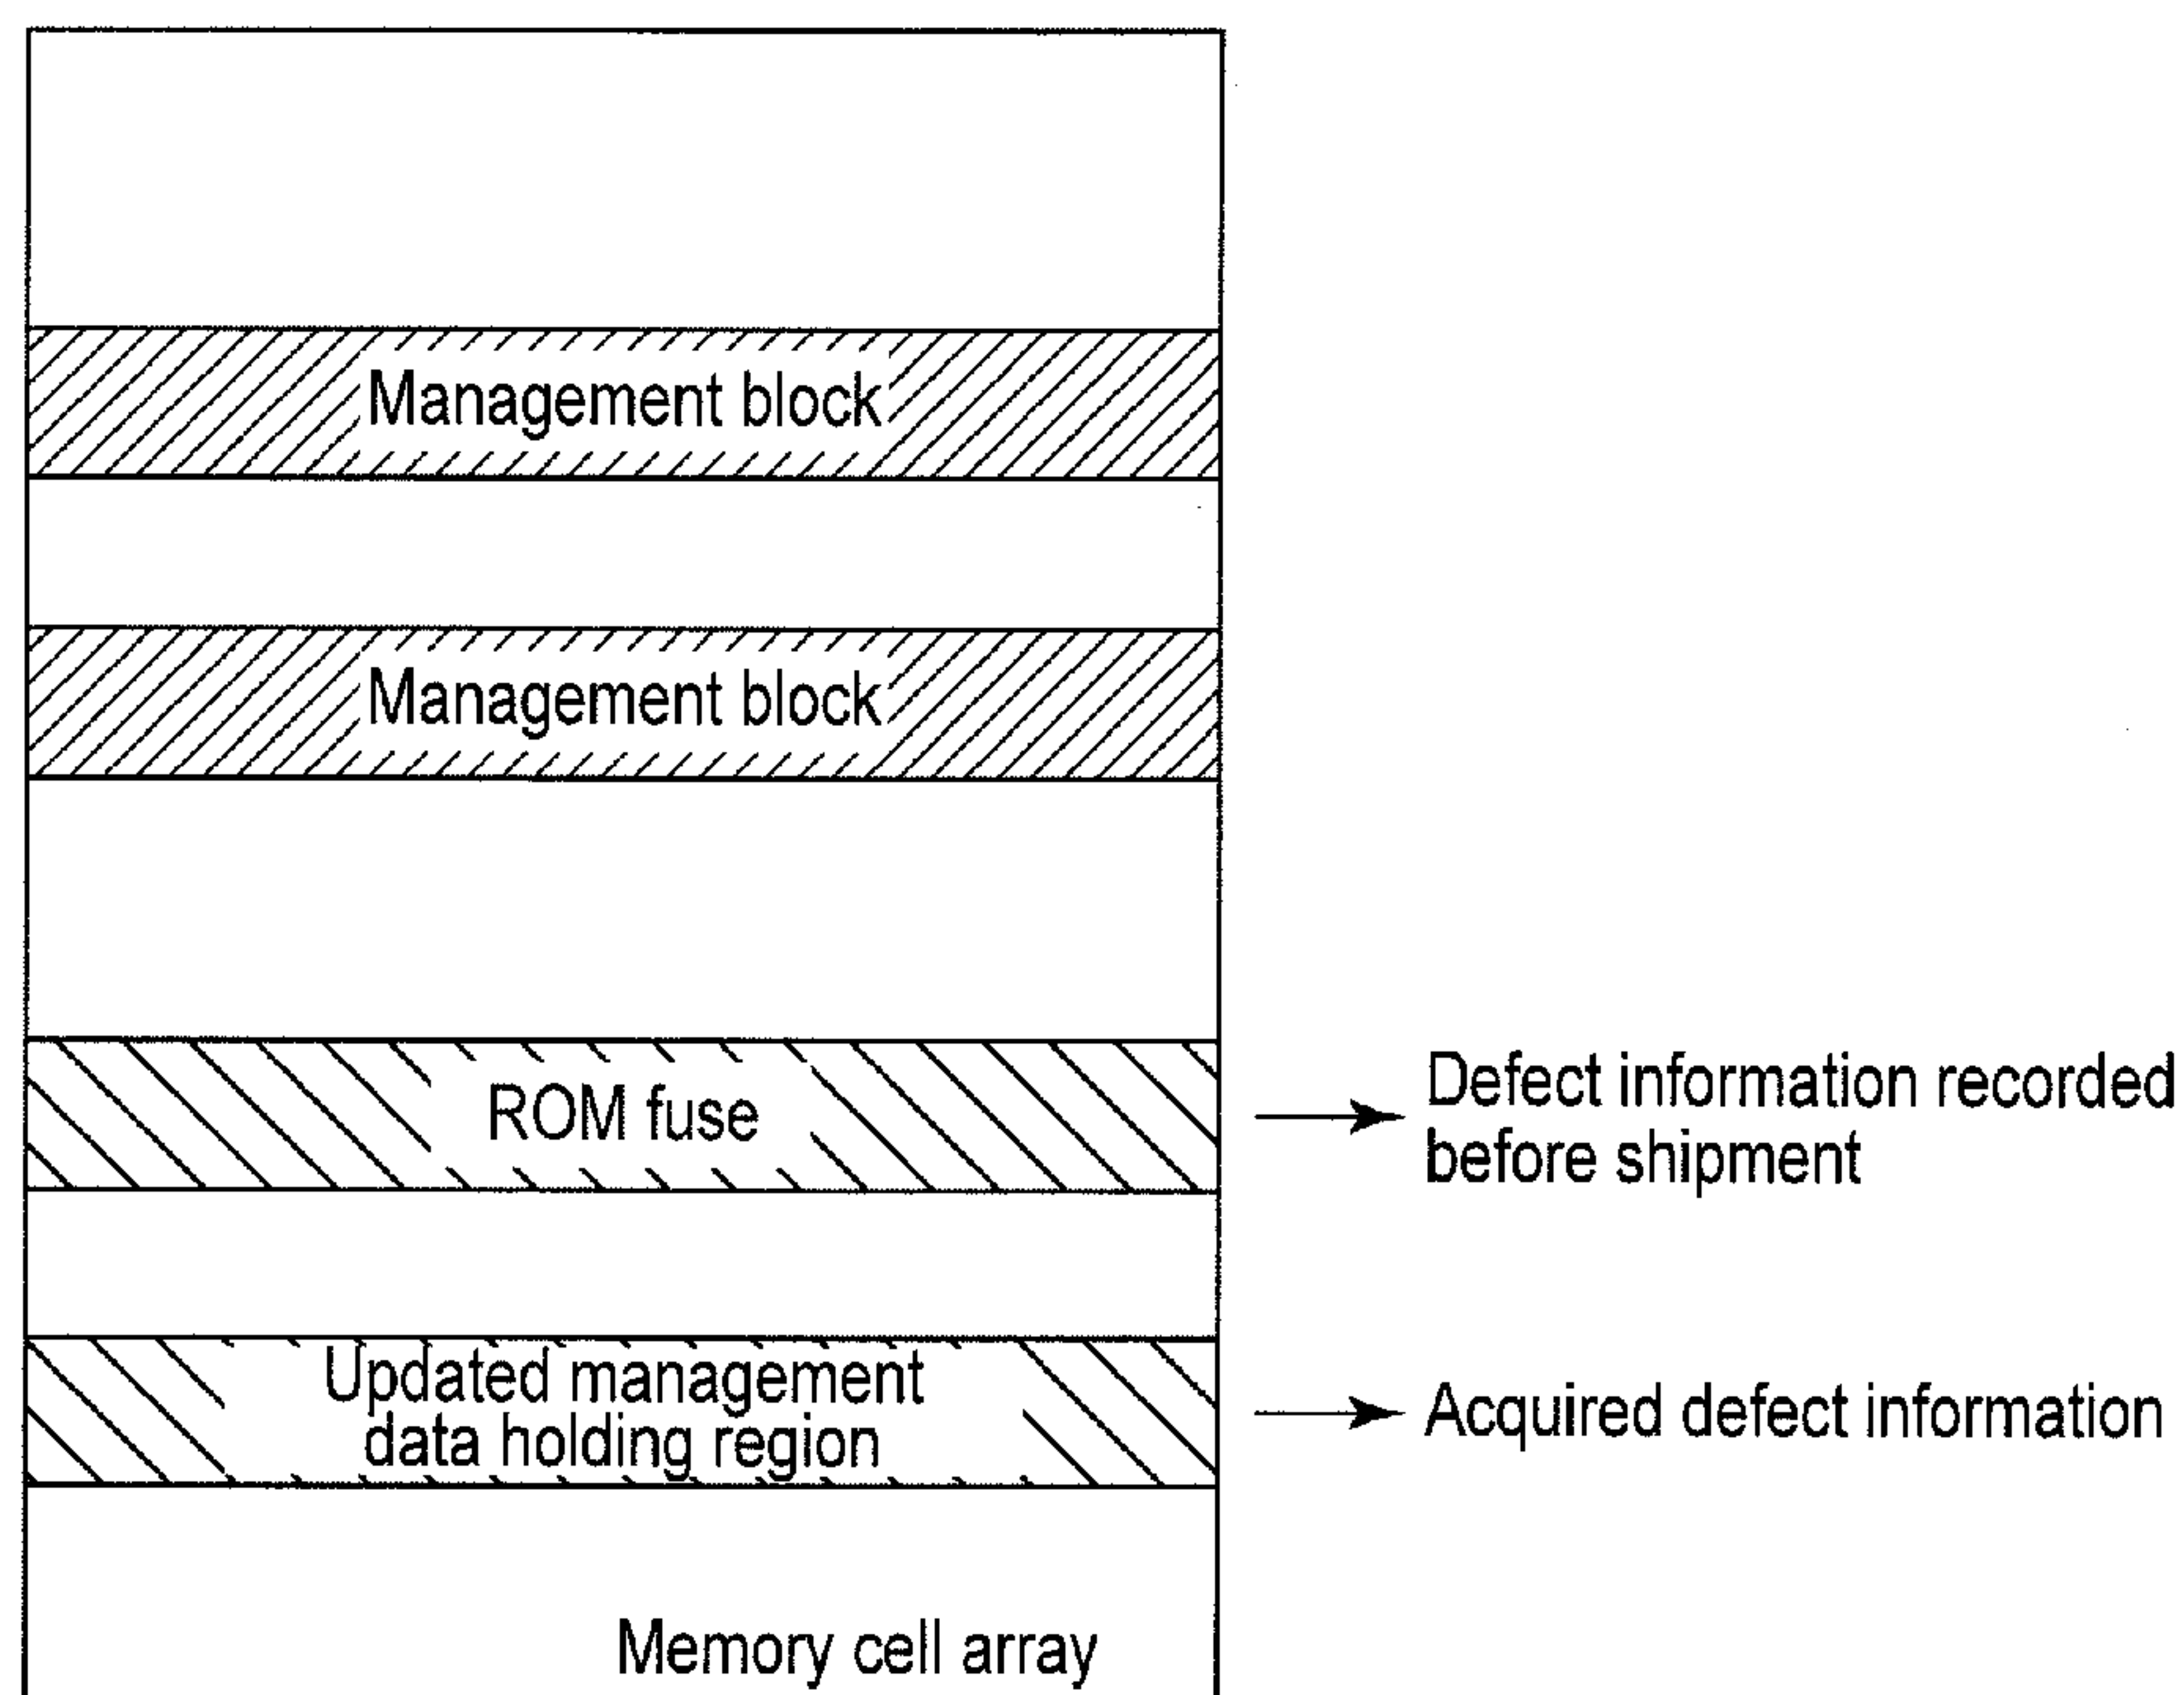 Management block
Management block
ROM fuse
Defect information recorded
before shipment
Updated management
data holding region
Acquired defect information
Memory cell array